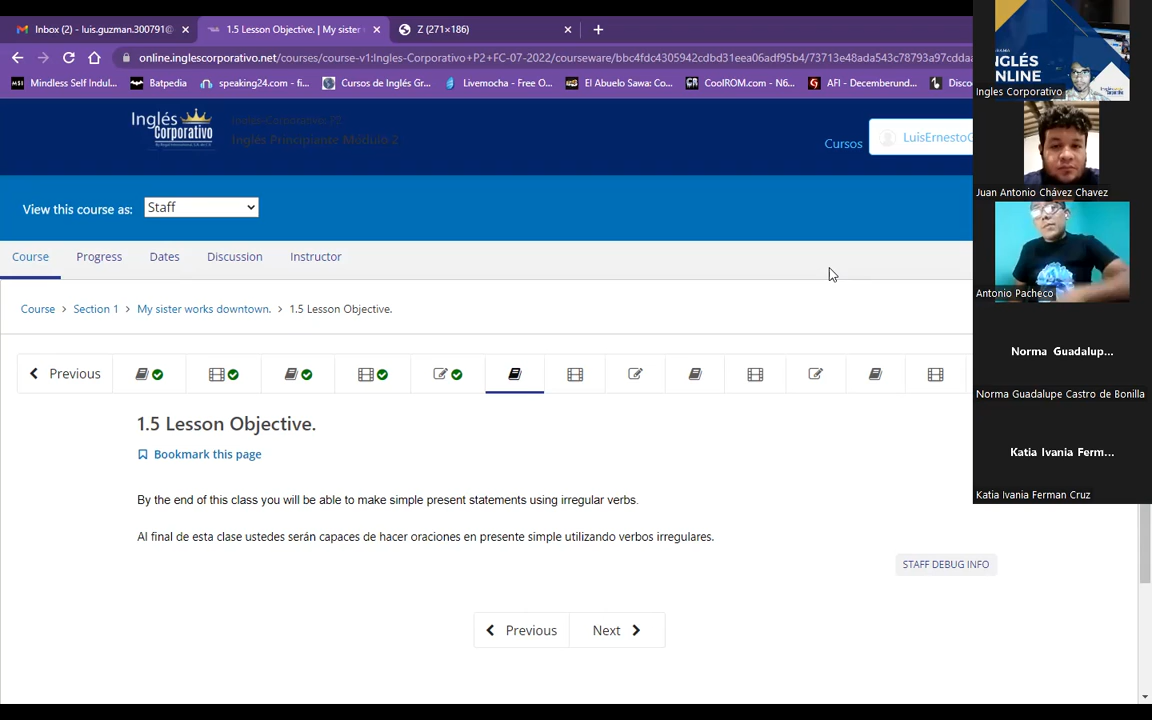 Inbox (2) - luis.guzman.300791@
1.5 Lesson Objective. | My sister
Z (271×186)
online.inglescorporativo.net/courses/course-v1:Ingles-Corporativo+P2+FC-07-2022/courseware/bbc4fdc4305942cdbd31eea06adf95b4/73713e48ada543c78793a97cddaa
Mindless Self Indul...
Batpedia
speaking24.com - fi...
Cursos de Inglés Gr...
Livemocha - Free O...
El Abuelo Sawa: Co...
CoolROM.com - N6...
AFI - Decemberund...
Disco
Inglés
Corporativo
Inglés Principiante Módulo 2
Cursos
LuisErnestoG
View this course as:
Staff
Course
Progress
Dates
Discussion
Instructor
Course > Section 1 > My sister works downtown. > 1.5 Lesson Objective.
Previous
1.5 Lesson Objective.
Bookmark this page
By the end of this class you will be able to make simple present statements using irregular verbs.
Al final de esta clase ustedes serán capaces de hacer oraciones en presente simple utilizando verbos irregulares.
STAFF DEBUG INFO
Previous
Next
NGLÉS
ONLINE
Ingles Corporativo
Juan Antonio Chávez Chavez
Antonio Pacheco
Norma Guadalup...
Norma Guadalupe Castro de Bonilla
Katia Ivania Ferm...
Katia Ivania Ferman Cruz